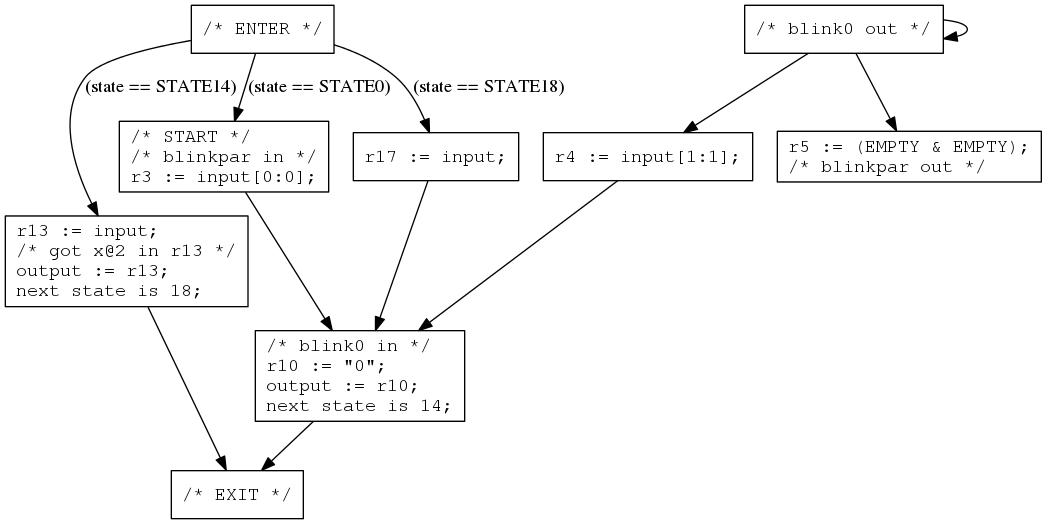 /* ENTER */
/* blink0 out */
(state == STATE14)
(state == STATE0)
(state == STATE18)
/* START */
/* blinkpar in */
r3 := input[0:0];
r17 := input;
r4 := input[1:1];
r5 := (EMPTY & EMPTY);
/* blinkpar out */
r13 := input;
/* got x@2 in r13 */
output := r13;
next state is 18;
/* blink0 in */
r10 := "0";
output := r10;
next state is 14;
/* EXIT */